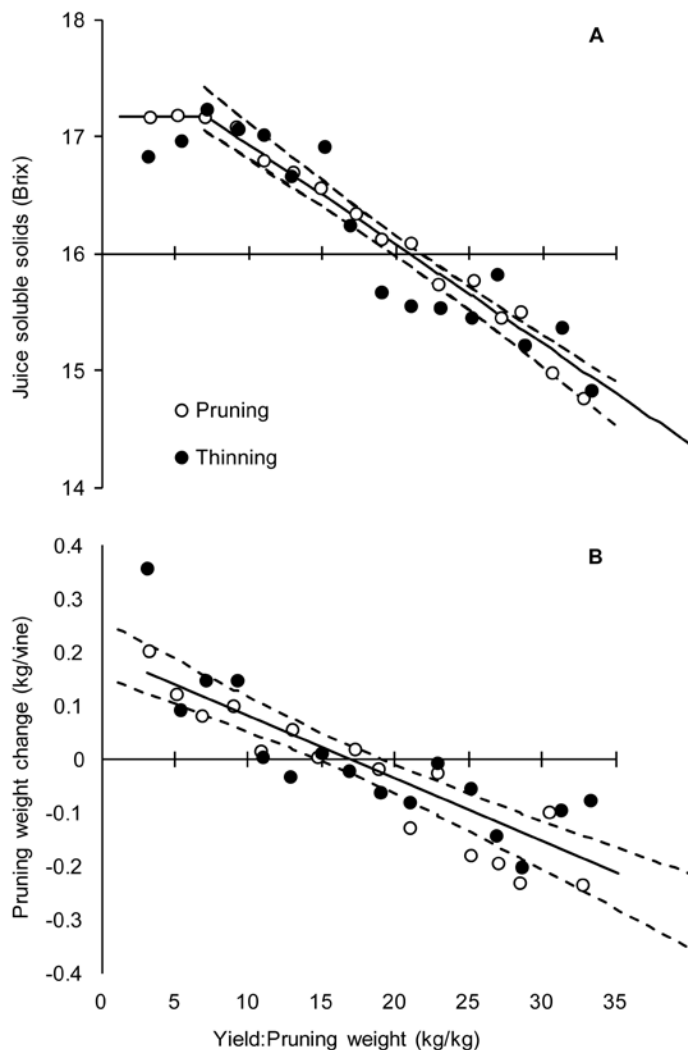 A
17
16
15
14
Juice soluble solids (Brix)
Pruning
Thinning
B
0.4
0.3
0.2
0.1
0
-0.1
-0.2
-0.3
-0.4
Pruning weight change (kg/vine)
0 5 10 15 20 25 30 35
Yield:Pruning weight (kg/kg)
18